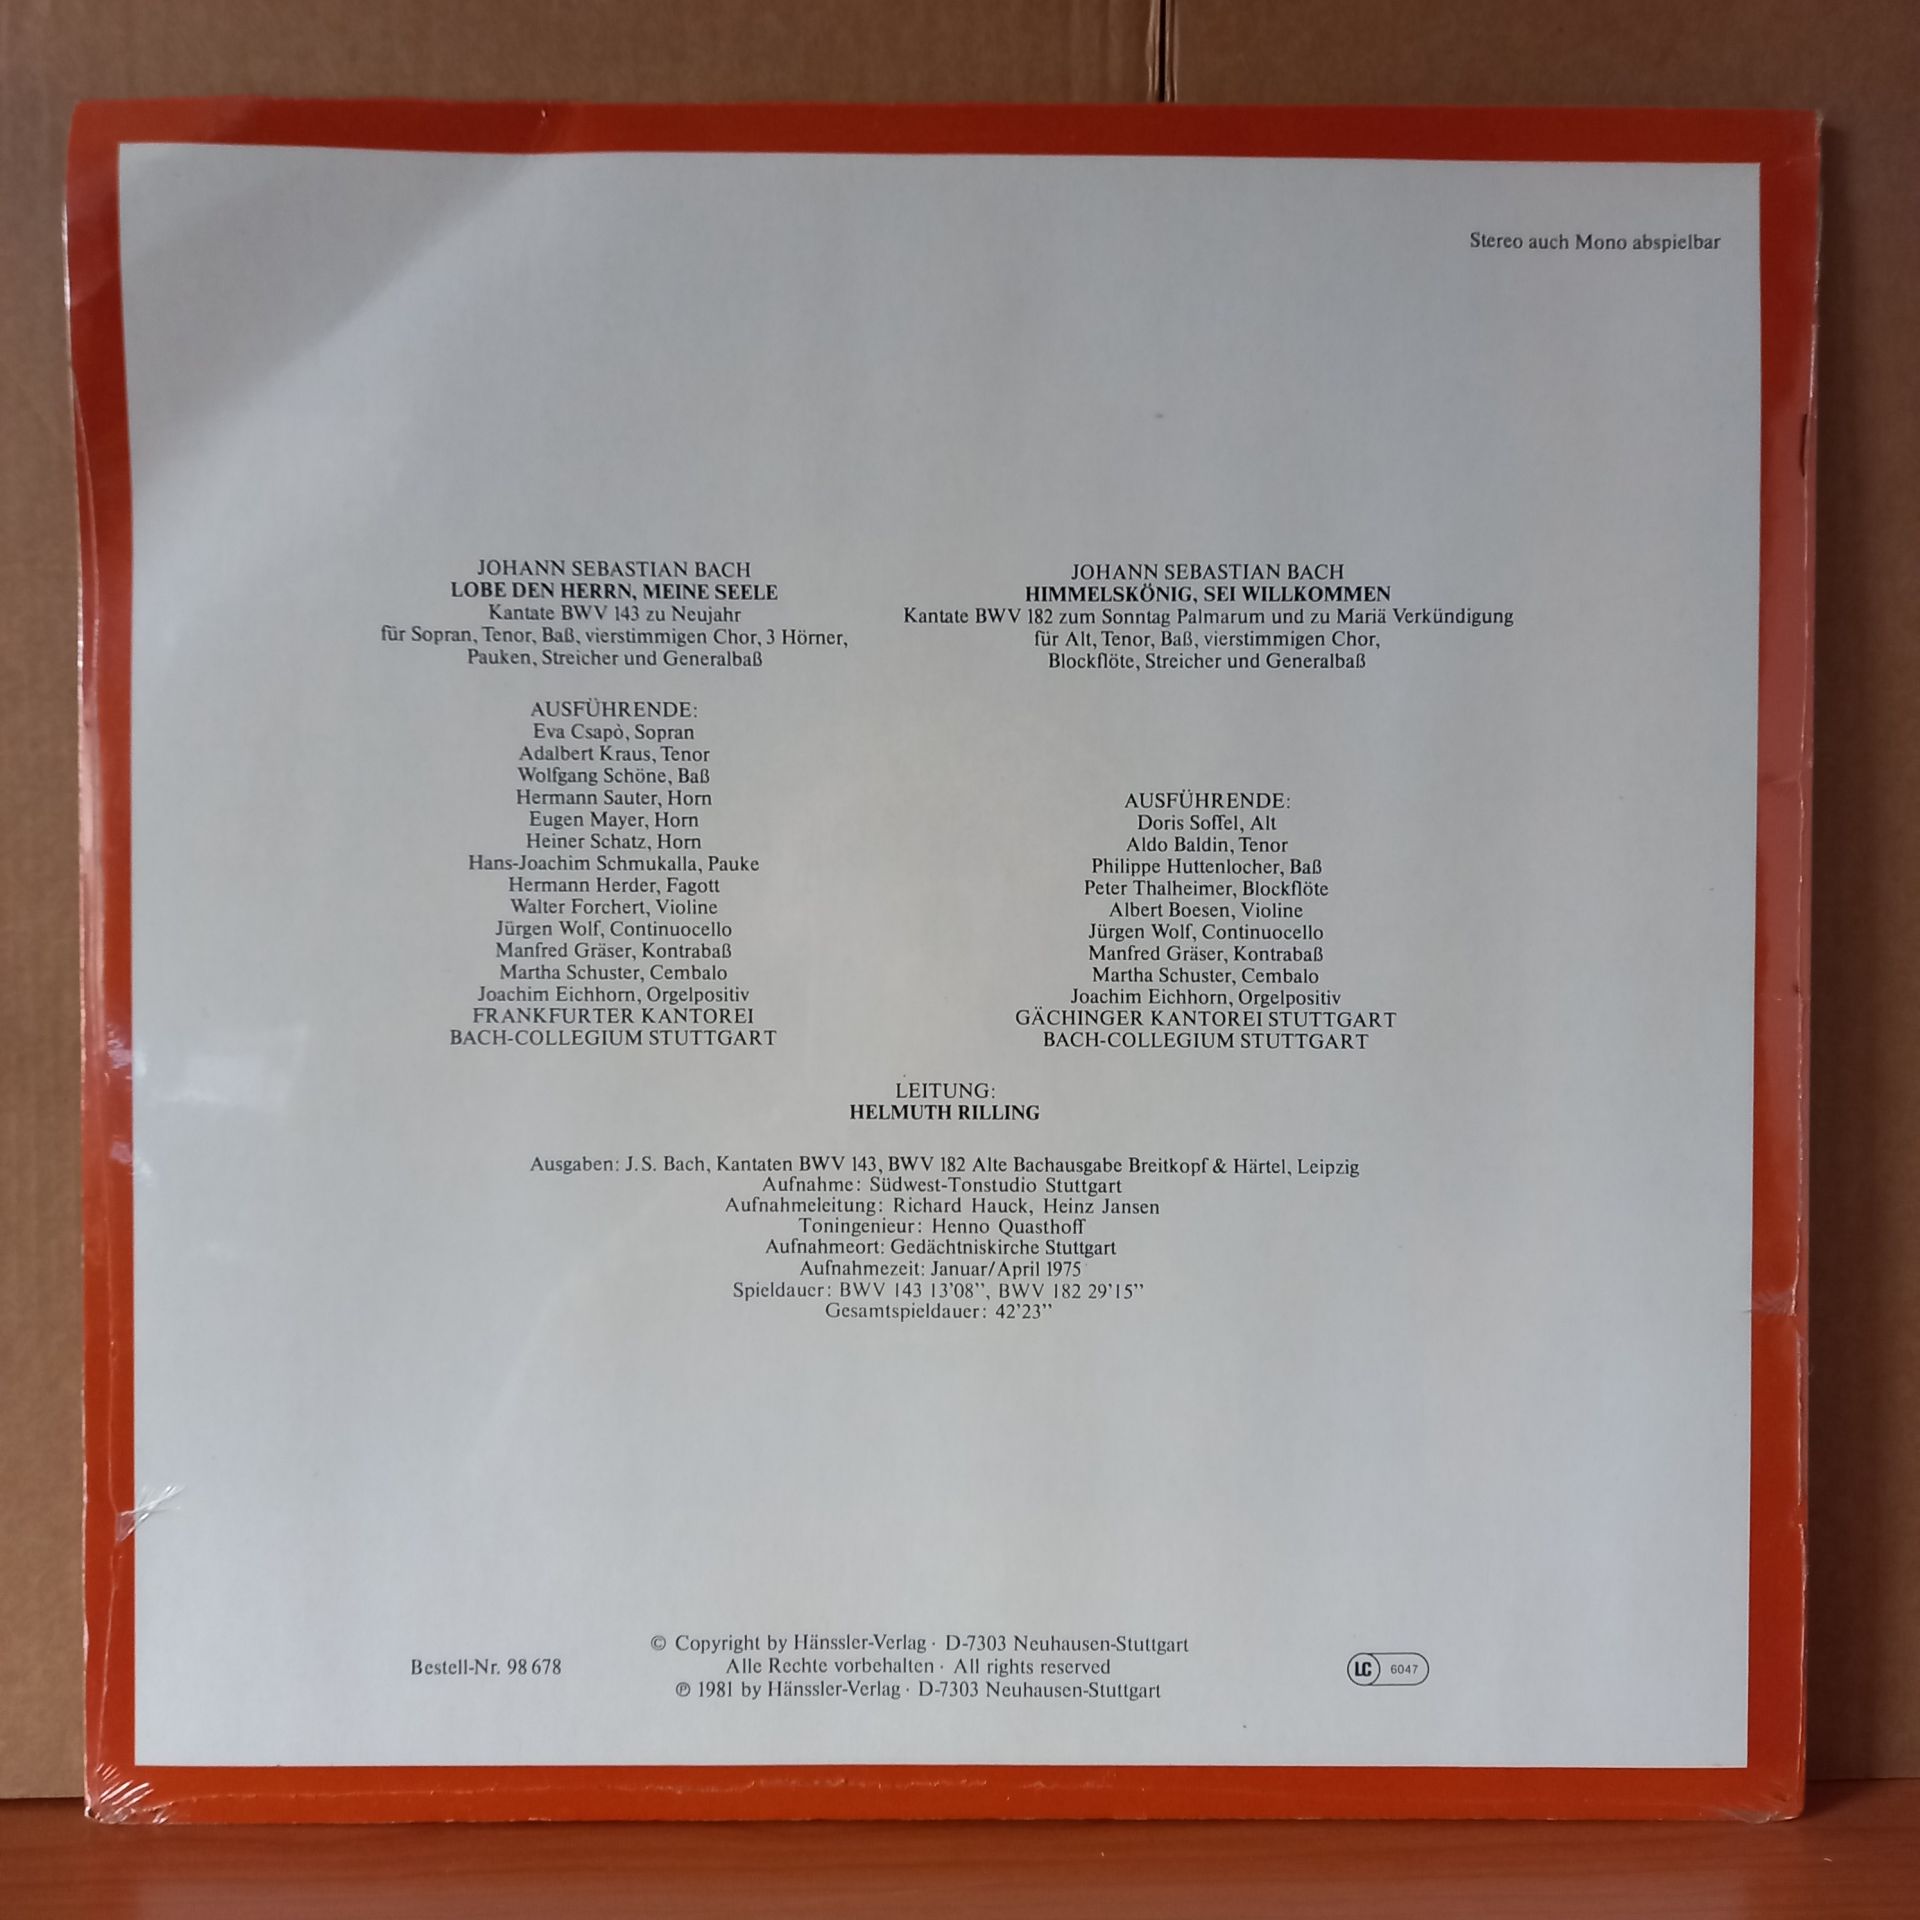 Stereo auch Mono abspielbar
JOHANN SEBASTIAN BACH
LOBE DEN HERRN, MEINE SEELE
Kantate BWV 143 zu Neujahr
für Sopran, Tenor, Baß, vierstimmigen Chor, 3 Hörner,
Pauken, Streicher und Generalbaß
AUSFÜHRENDE:
Eva Csapò, Sopran
Adalbert Kraus, Tenor
Wolfgang Schöne, Baß
Hermann Sauter, Horn
Eugen Mayer, Horn
Heiner Schatz, Horn
Hans-Joachim Schmukalla, Pauke
Hermann Herder, Fagott
Walter Forchert, Violine
Jürgen Wolf, Continuocello
Manfred Gräser, Kontrabaß
Martha Schuster, Cembalo
Joachim Eichhorn, Orgelpositiv
FRANKFURTER KANTOREI
BACH-COLLEGIUM STUTTGART
JOHANN SEBASTIAN BACH
HIMMELSKÖNIG, SEI WILLKOMMEN
Kantate BWV 182 zum Sonntag Palmarum und zu Mariä Verkündigung
für Alt, Tenor, Baß, vierstimmigen Chor,
Blockflöte, Streicher und Generalbaß
AUSFÜHRENDE:
Doris Soffel, Alt
Aldo Baldin, Tenor
Philippe Huttenlocher, Baß
Peter Thalheimer, Blockflöte
Albert Boesen, Violine
Jürgen Wolf, Continuocello
Manfred Gräser, Kontrabaß
Martha Schuster, Cembalo
Joachim Eichhorn, Orgelpositiv
GÄCHINGER KANTOREI STUTTGART
BACH-COLLEGIUM STUTTGART
LEITUNG:
HELMUTH RILLING
Ausgaben: J. S. Bach, Kantaten BWV 143, BWV 182 Alte Bachausgabe Breitkopf & Härtel, Leipzig
Aufnahme: Südwest-Tonstudio Stuttgart
Aufnahmeleitung: Richard Hauck, Heinz Jansen
Toningenieur: Henno Quasthoff
Aufnahmeort: Gedächtniskirche Stuttgart
Aufnahmezeit: Januar/April 1975
Spieldauer: BWV 143 13'08'', BWV 182 29'15''
Gesamtspieldauer: 42'23''
Bestell-Nr. 98 678
© Copyright by Hänssler-Verlag · D-7303 Neuhausen-Stuttgart
Alle Rechte vorbehalten · All rights reserved
℗ 1981 by Hänssler-Verlag · D-7303 Neuhausen-Stuttgart
LC 6047